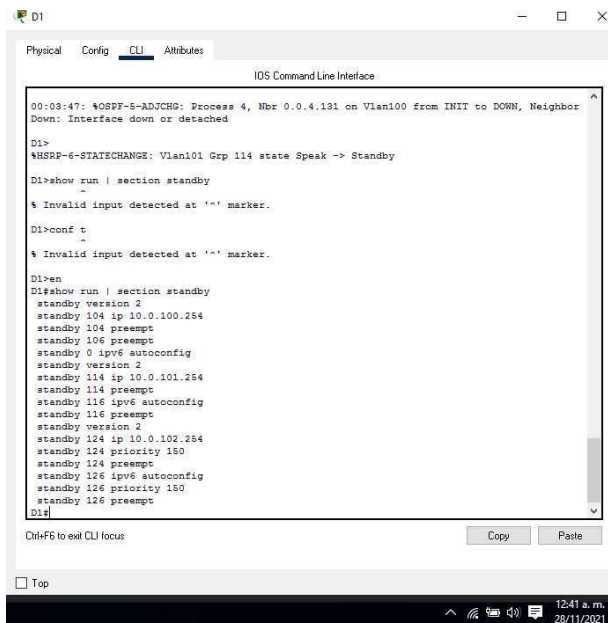 D1
Physical Config CLI Attributes
IOS Command Line Interface
00:03:47: %OSPF-5-ADJCHG: Process 4, Nbr 0.0.4.131 on Vlan100 from INIT to DOWN, Neighbor
Down: Interface down or detached
D1>
%HSRP-6-STATECHANGE: Vlan101 Grp 114 state Speak -> Standby
D1>show run | section standby
^
% Invalid input detected at '^' marker.
D1>conf t
^
% Invalid input detected at '^' marker.
D1>en
D1#show run | section standby
standby version 2
standby 104 ip 10.0.100.254
standby 104 preempt
standby 106 preempt
standby 0 ipv6 autoconfig
standby version 2
standby 114 ip 10.0.101.254
standby 114 preempt
standby 116 ipv6 autoconfig
standby 116 preempt
standby version 2
standby 124 ip 10.0.102.254
standby 124 priority 150
standby 124 preempt
standby 126 ipv6 autoconfig
standby 126 priority 150
standby 126 preempt
D1#
Ctrl+F6 to exit CLI focus
Copy Paste
Top
12:41 a. m.
28/11/2021